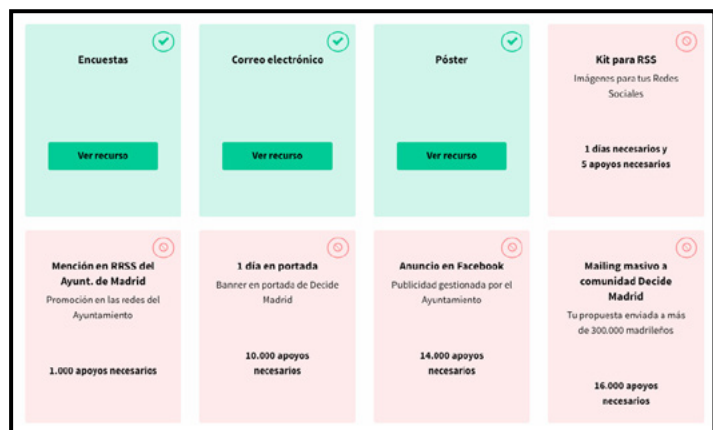 Encuestas
Ver recurso
Correo electrónico
Ver recurso
Póster
Ver recurso
Kit para RSS
Imágenes para tus Redes
Sociales
1 días necesarios y
5 apoyos necesarios
Mención en RRSS del
Ayunt. de Madrid
Promoción en las redes del
Ayuntamiento
1.000 apoyos necesarios
1 día en portada
Banner en portada de Decide
Madrid
10.000 apoyos
necesarios
Anuncio en Facebook
Publicidad gestionada por el
Ayuntamiento
14.000 apoyos
necesarios
Mailing masivo a
comunidad Decide
Madrid
Tu propuesta enviada a más
de 300.000 madrileños
16.000 apoyos
necesarios